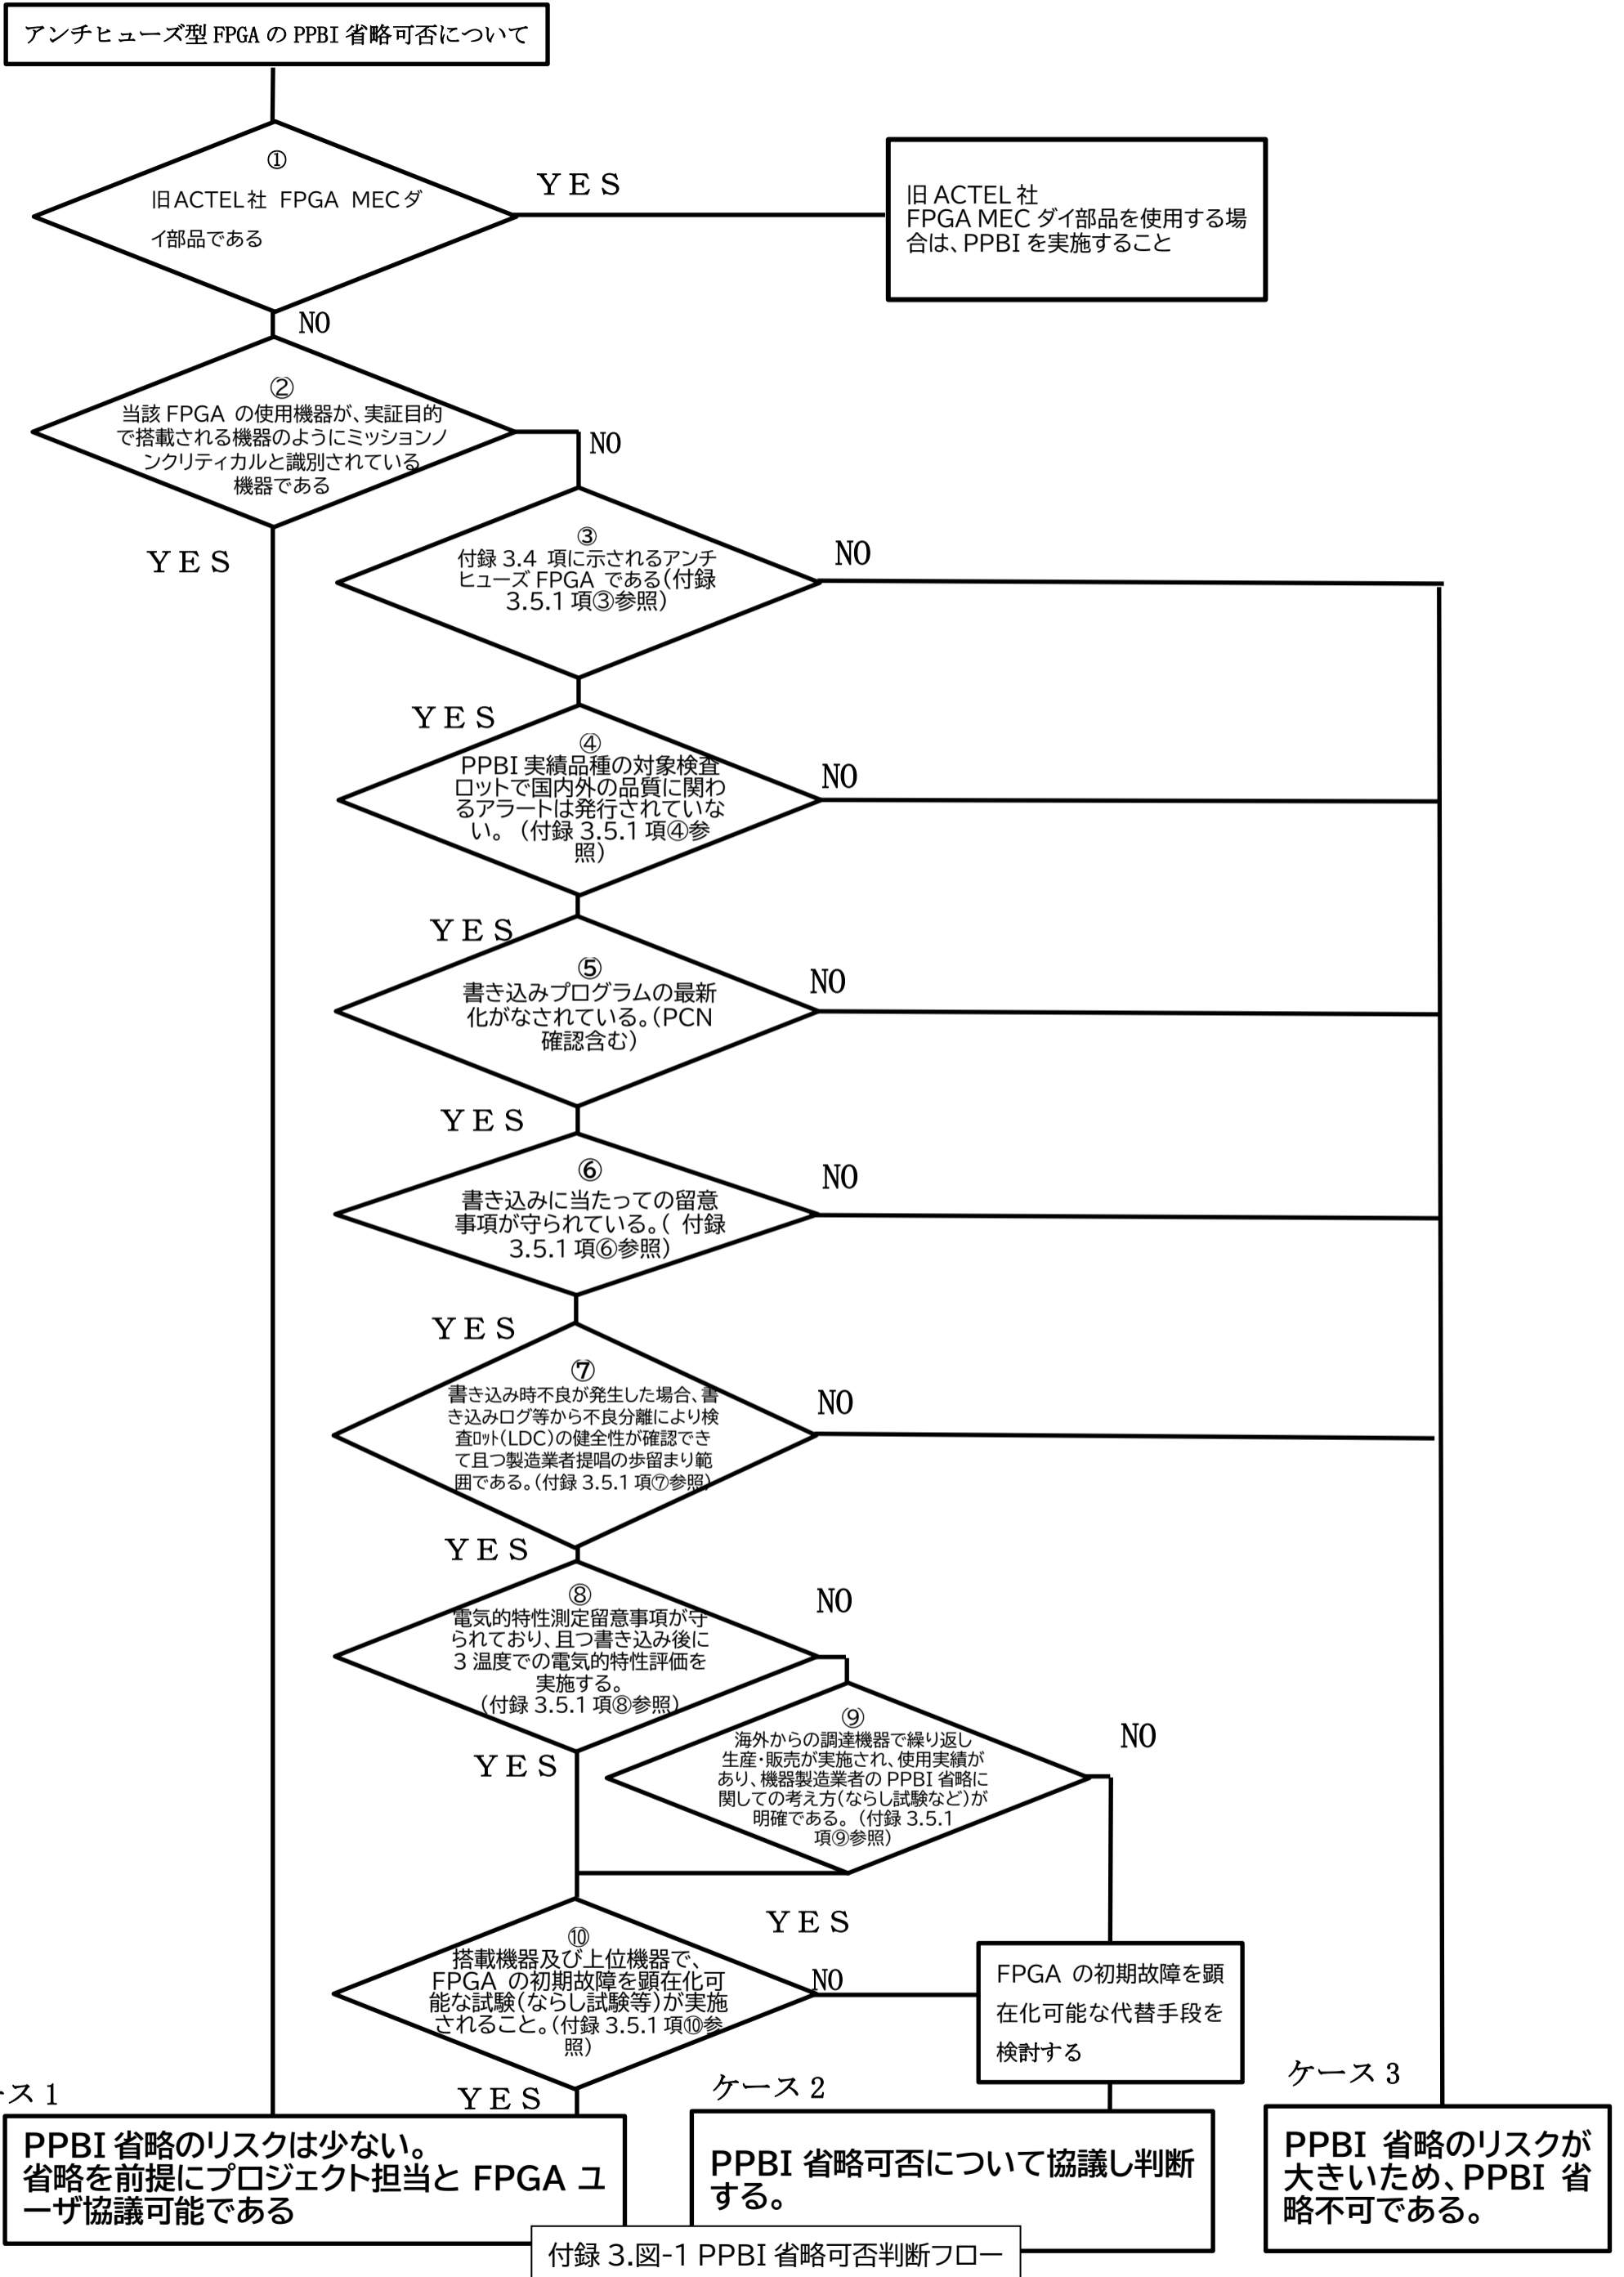 アンチヒューズ型 FPGA の PPBI 省略可否について
①
旧ACTEL社 FPGA MECダ
イ部品である
YES
旧 ACTEL 社
FPGA MEC ダイ部品を使用する場
合は、PPBI を実施すること
NO
②
当該 FPGA の使用機器が、実証目的
で搭載される機器のようにミッションノ
ンクリティカルと識別されている
機器である
NO
YES
③
付録 3.4 項に示されるアンチ
ヒューズ FPGA である(付録
3.5.1 項③参照)
NO
YES
④
PPBI 実績品種の対象検査
ロットで国内外の品質に関わ
るアラートは発行されていな
い。(付録 3.5.1 項④参
照)
NO
YES
⑤
書き込みプログラムの最新
化がなされている。(PCN
確認含む)
NO
YES
⑥
書き込みに当たっての留意
事項が守られている。( 付録
3.5.1 項⑥参照)
NO
YES
⑦
書き込み時不良が発生した場合、書
き込みログ等から不良分離により検
査ﾛｯﾄ(LDC)の健全性が確認でき
て且つ製造業者提唱の歩留まり範
囲である。(付録 3.5.1 項⑦参照)
NO
YES
⑧
電気的特性測定留意事項が守
られており、且つ書き込み後に
3 温度での電気的特性評価を
実施する。
(付録 3.5.1 項⑧参照)
NO
YES
⑨
海外からの調達機器で繰り返し
生産・販売が実施され、使用実績が
あり、機器製造業者の PPBI 省略に
関しての考え方(ならし試験など)が
明確である。(付録 3.5.1
項⑨参照)
NO
YES
⑩
搭載機器及び上位機器で、
FPGA の初期故障を顕在化可
能な試験(ならし試験等)が実施
されること。(付録 3.5.1 項⑩参
照)
NO
FPGA の初期故障を顕
在化可能な代替手段を
検討する
YES
ース 1
PPBI 省略のリスクは少ない。
省略を前提にプロジェクト担当と FPGA ユ
ーザ協議可能である
ケース 2
PPBI 省略可否について協議し判断
する。
ケース 3
PPBI 省略のリスクが
大きいため、PPBI 省
略不可である。
付録 3.図-1 PPBI 省略可否判断フロー